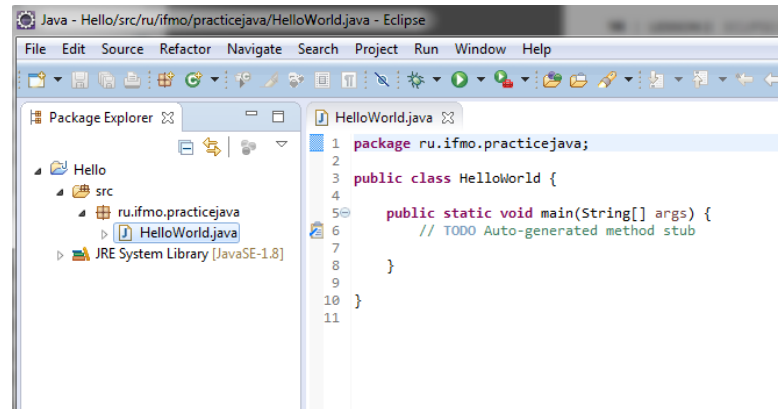 Java - Hello/src/ru/ifmo/practicejava/HelloWorld.java - Eclipse
File Edit Source Refactor Navigate Search Project Run Window Help
Package Explorer
Hello
src
ru.ifmo.practicejava
HelloWorld.java
JRE System Library [JavaSE-1.8]
HelloWorld.java
1 package ru.ifmo.practicejava;
2
3 public class HelloWorld {
4
5 public static void main(String[] args) {
6 // TODO Auto-generated method stub
7
8 }
9
10 }
11